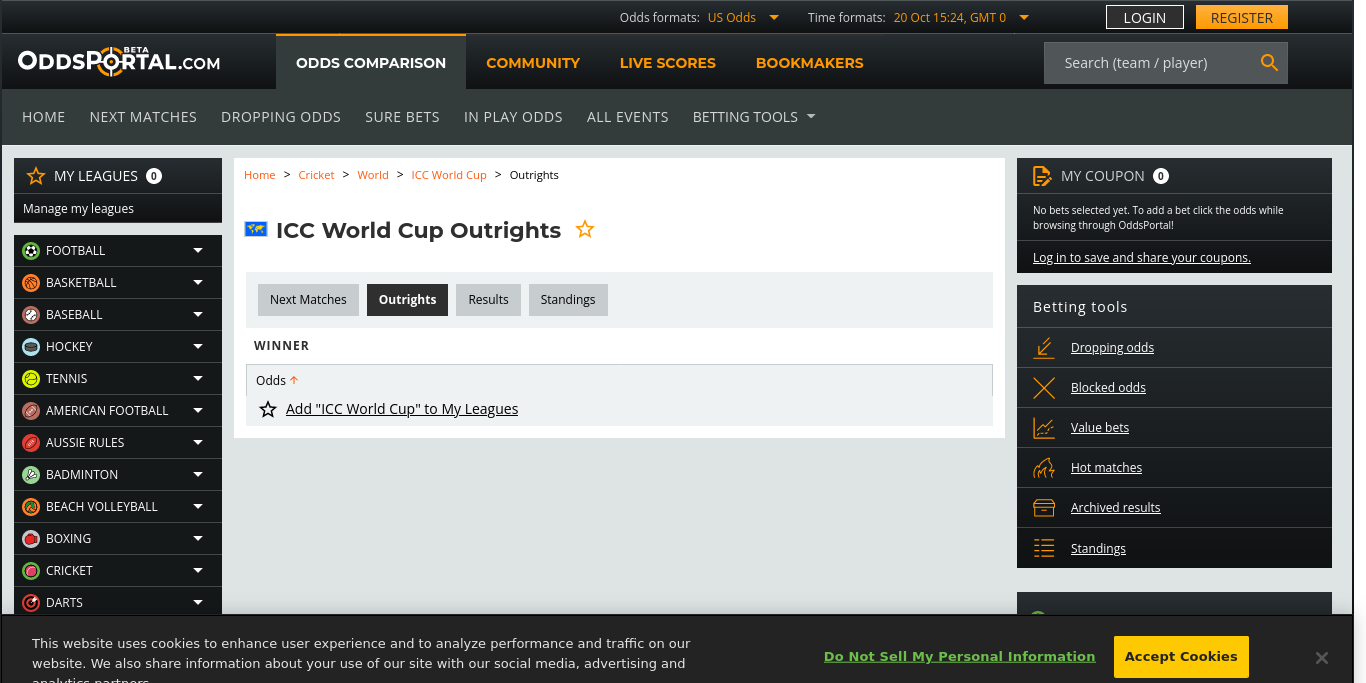 Odds formats: US Odds Time formats: 20 Oct 15:24, GMT 0 LOGIN REGISTER
ODDSPORTAL.COM BETA
ODDS COMPARISON COMMUNITY LIVE SCORES BOOKMAKERS Search (team / player)
HOME NEXT MATCHES DROPPING ODDS SURE BETS IN PLAY ODDS ALL EVENTS BETTING TOOLS
MY LEAGUES 0
Manage my leagues
FOOTBALL
BASKETBALL
BASEBALL
HOCKEY
TENNIS
AMERICAN FOOTBALL
AUSSIE RULES
BADMINTON
BEACH VOLLEYBALL
BOXING
CRICKET
DARTS
Home > Cricket > World > ICC World Cup > Outrights
ICC World Cup Outrights
Next Matches Outrights Results Standings
WINNER
Odds
Add "ICC World Cup" to My Leagues
MY COUPON 0
No bets selected yet. To add a bet click the odds while
browsing through OddsPortal!
Log in to save and share your coupons.
Betting tools
Dropping odds
Blocked odds
Value bets
Hot matches
Archived results
Standings
This website uses cookies to enhance user experience and to analyze performance and traffic on our
website. We also share information about your use of our site with our social media, advertising and
analytics partners.
Do Not Sell My Personal Information Accept Cookies